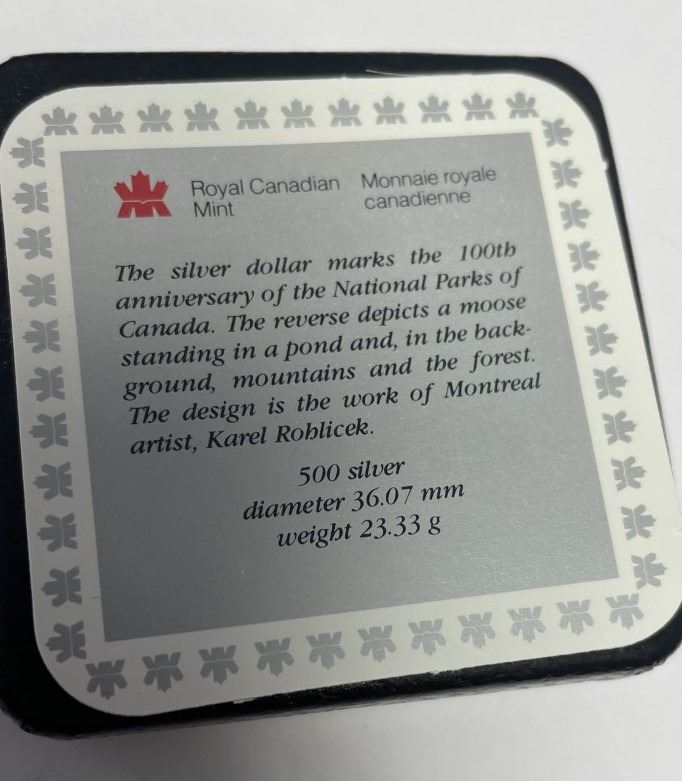 Royal Canadian Mint
Monnaie royale canadienne
The silver dollar marks the 100th
anniversary of the National Parks of
Canada. The reverse depicts a moose
standing in a pond and, in the back-
ground, mountains and the forest.
The design is the work of Montreal
artist, Karel Rohlicek.
500 silver
diameter 36.07 mm
weight 23.33 g